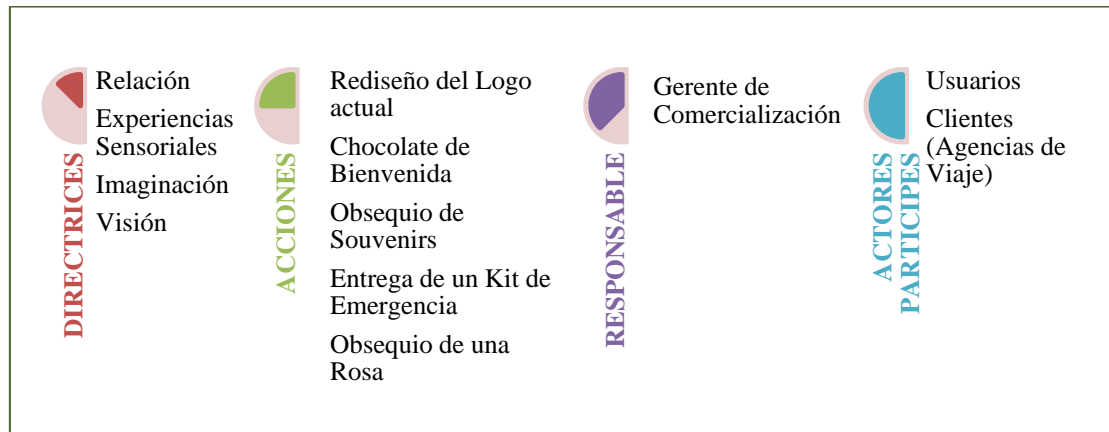 DIRECTRICES
Relación
Experiencias
Sensoriales
Imaginación
Visión
ACCIONES
Rediseño del Logo
actual
Chocolate de
Bienvenida
Obsequio de
Souvenirs
Entrega de un Kit de
Emergencia
Obsequio de una
Rosa
RESPONSABLE
Gerente de
Comercialización
ACTORES
PARTICIPES
Usuarios
Clientes
(Agencias de
Viaje)